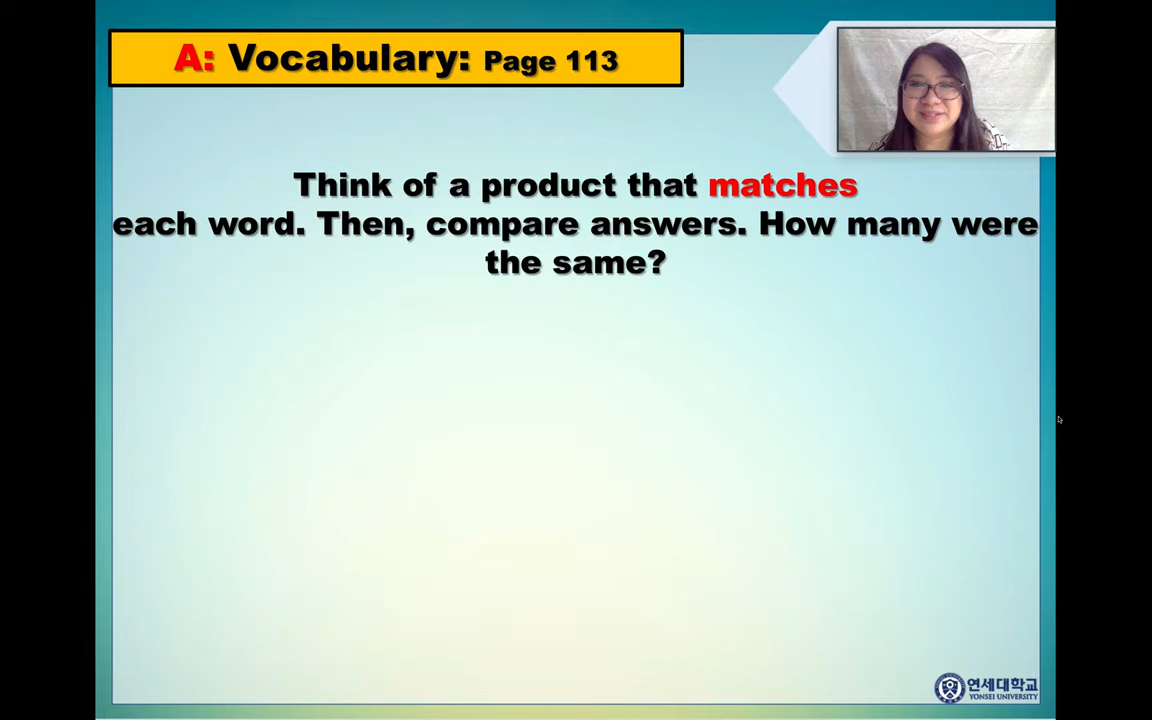 A: Vocabulary: Page 113
Think of a product that matches
each word. Then, compare answers. How many were
the same?
연세대학교
YONSEI UNIVERSITY